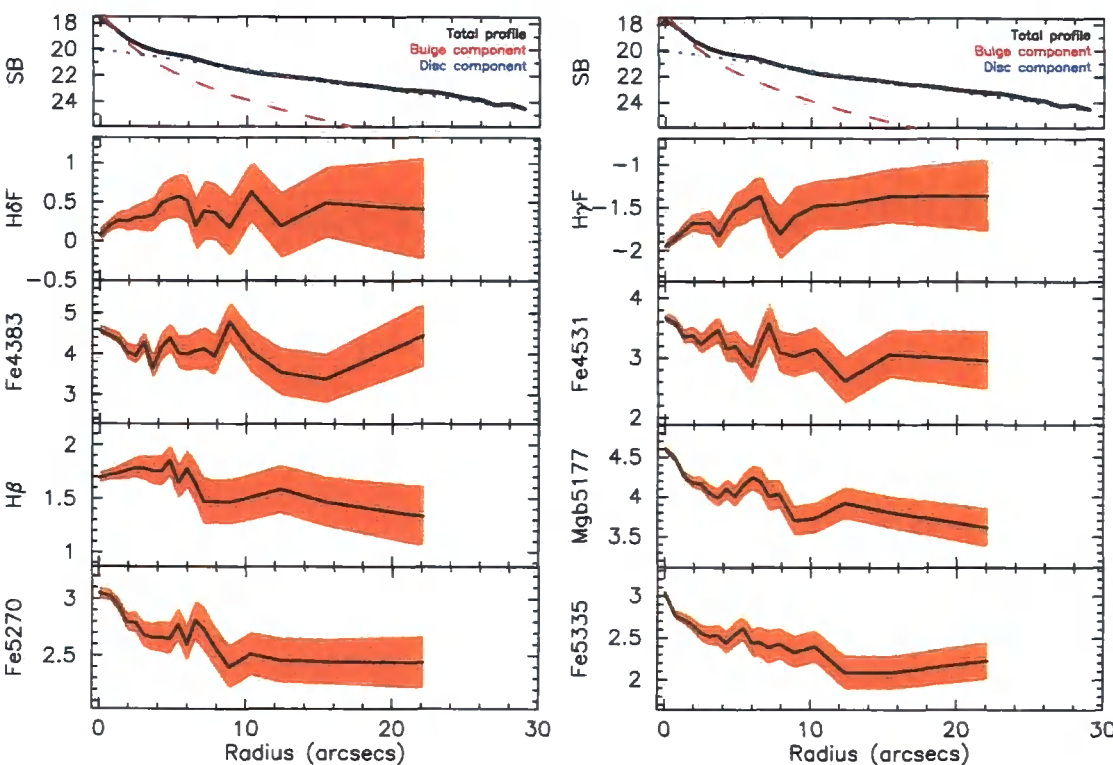 18
20
22
24
SB
Total profile
Bulge component
Disc component
1
0.5
0
−0.5
HδF
5
4
3
Fe4383
2
1.5
1
Hβ
3
2.5
Fe5270
0 10 20 30
Radius (arcsecs)
18
20
22
24
SB
Total profile
Bulge component
Disc component
−1
−1.5
−2
HγF
4
3
2
Fe4531
4.5
4
3.5
Mgb5177
3
2.5
2
Fe5335
0 10 20 30
Radius (arcsecs)